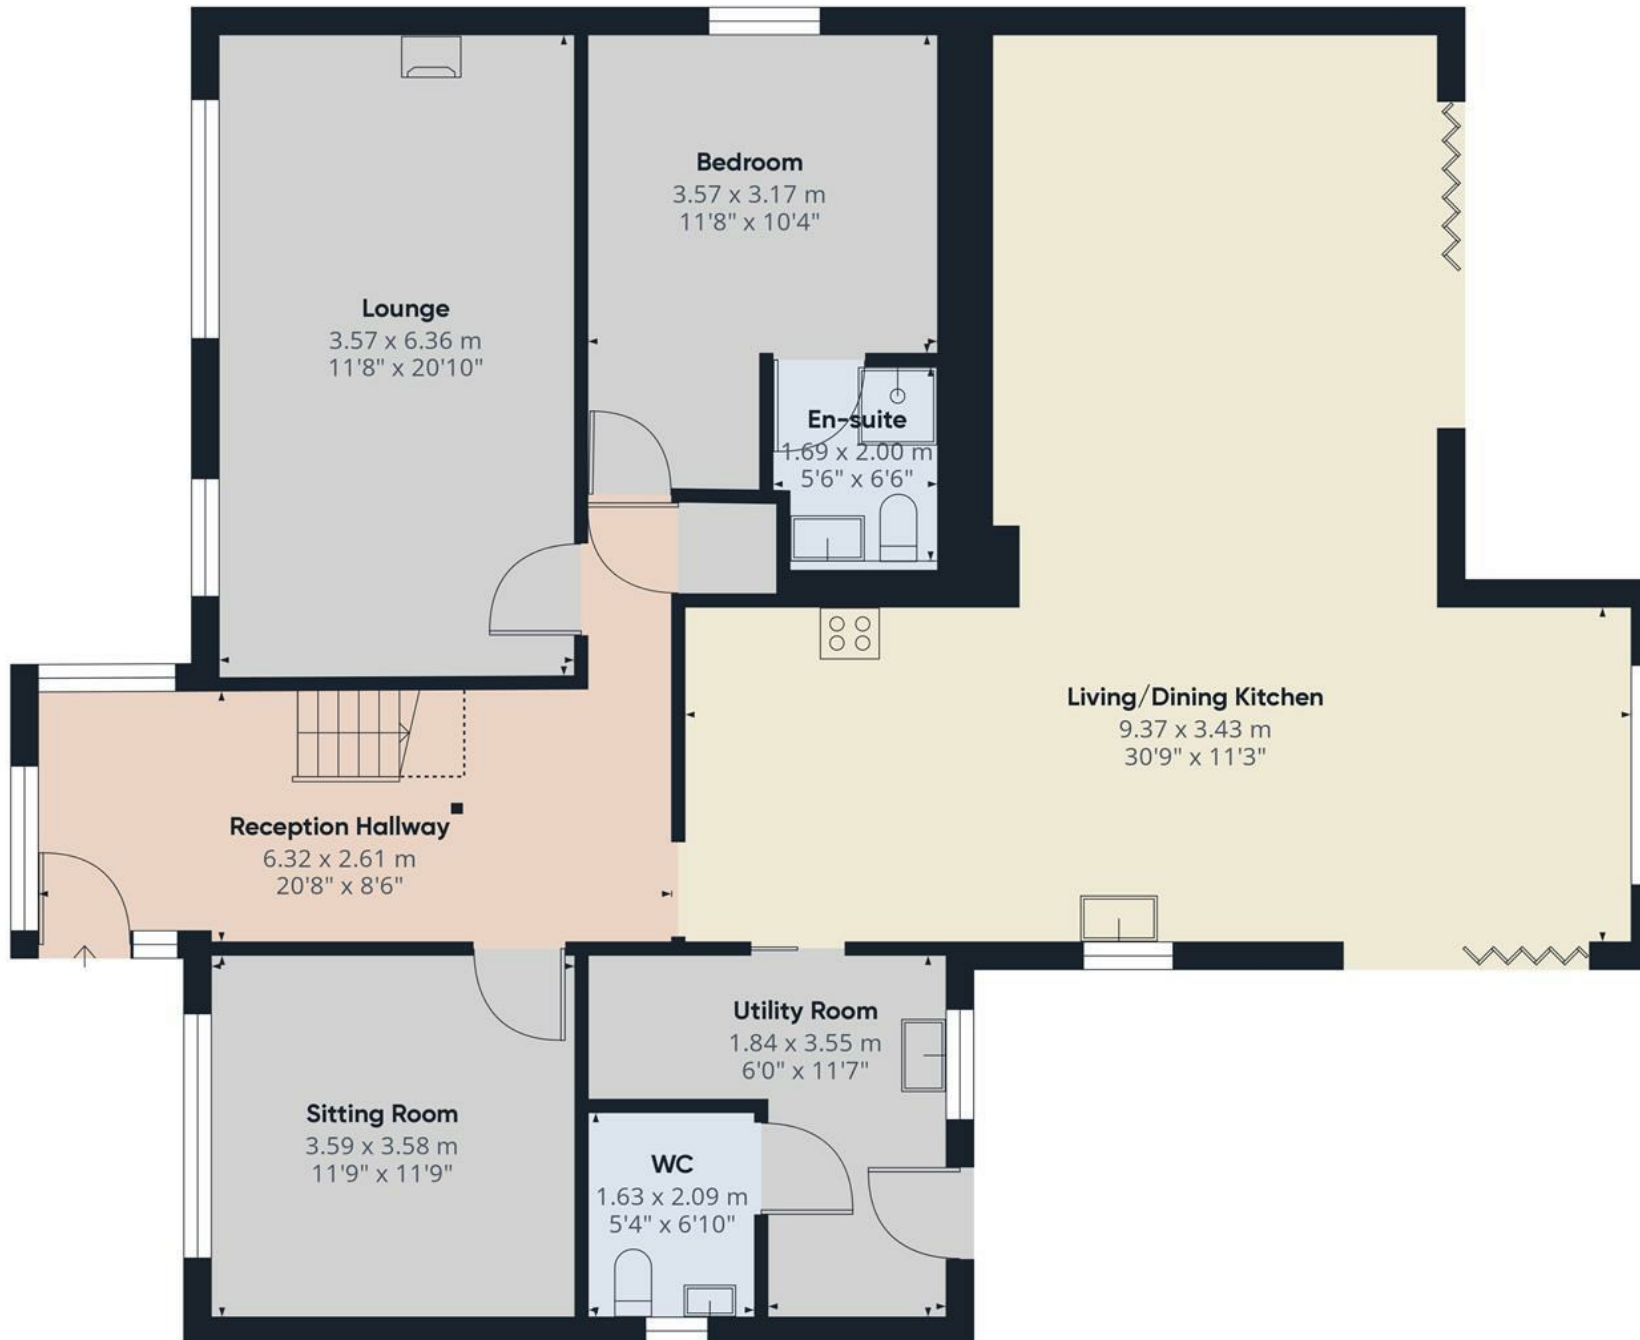 Bedroom
3.57 x 3.17 m
11'8" x 10'4"
Lounge
3.57 x 6.36 m
11'8" x 20'10"
En-suite
1.69 x 2.00 m
5'6" x 6'6"
Living/Dining Kitchen
9.37 x 3.43 m
30'9" x 11'3"
Reception Hallway
6.32 x 2.61 m
20'8" x 8'6"
Utility Room
1.84 x 3.55 m
6'0" x 11'7"
Sitting Room
3.59 x 3.58 m
11'9" x 11'9"
WC
1.63 x 2.09 m
5'4" x 6'10"